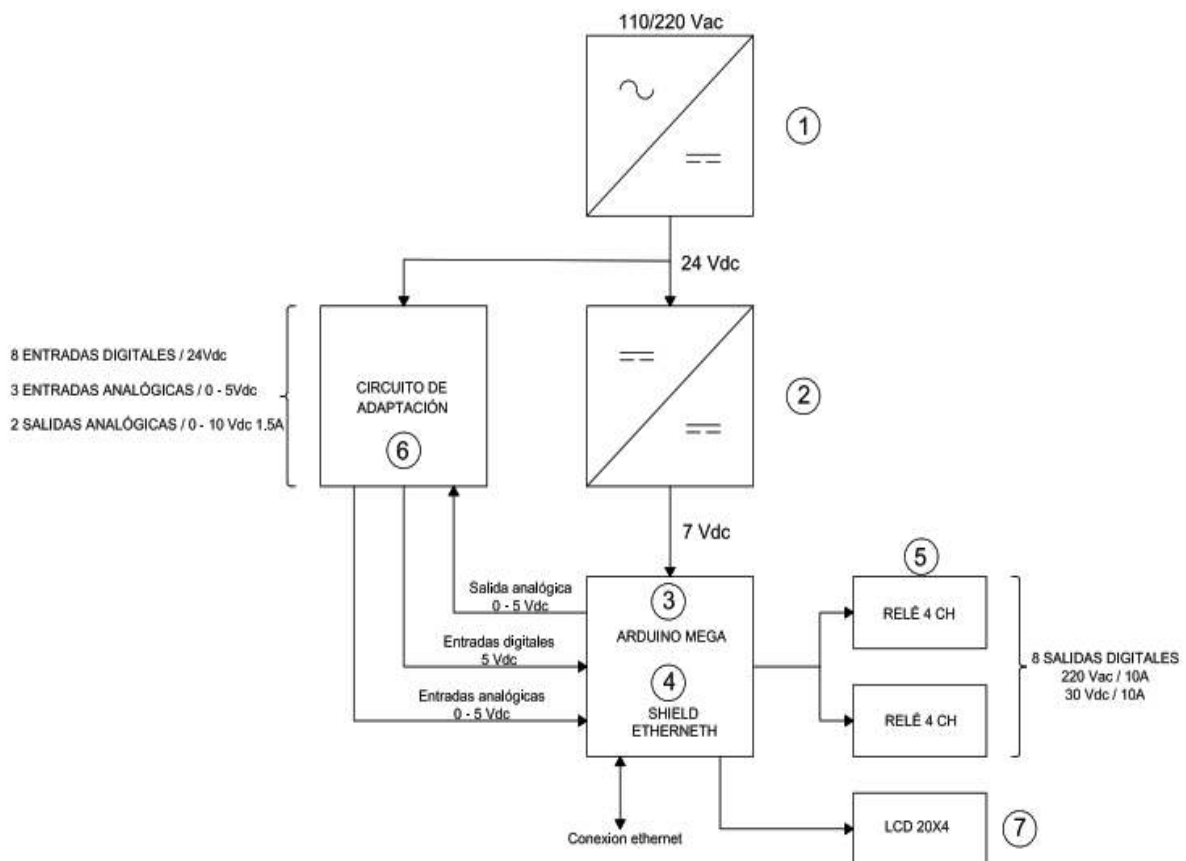 110/220 Vac
1
24 Vdc
8 ENTRADAS DIGITALES / 24Vdc
3 ENTRADAS ANALÓGICAS / 0 - 5Vdc
2 SALIDAS ANALÓGICAS / 0 - 10 Vdc 1.5A
CIRCUITO DE
ADAPTACIÓN
6
2
7 Vdc
Salida analógica
0 - 5 Vdc
Entradas digitales
5 Vdc
Entradas analógicas
0 - 5 Vdc
3
ARDUINO MEGA
4
SHIELD
ETHERNETH
5
RELÊ 4 CH
RELÊ 4 CH
8 SALIDAS DIGITALES
220 Vac / 10A
30 Vdc / 10A
Conexion ethernet
LCD 20X4
7